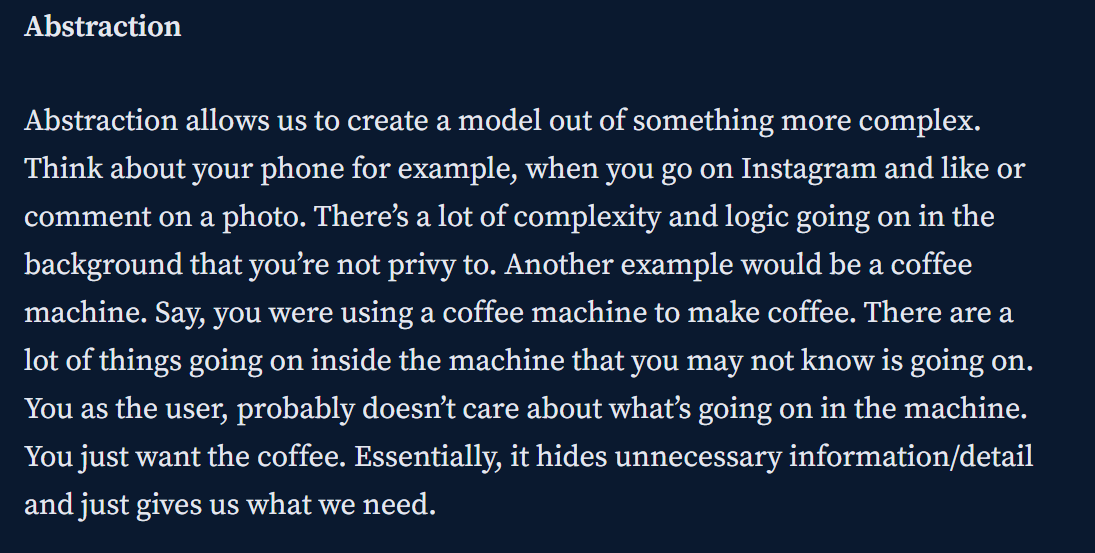 Abstraction
Abstraction allows us to create a model out of something more complex.
Think about your phone for example, when you go on Instagram and like or
comment on a photo. There’s a lot of complexity and logic going on in the
background that you’re not privy to. Another example would be a coffee
machine. Say, you were using a coffee machine to make coffee. There are a
lot of things going on inside the machine that you may not know is going on.
You as the user, probably doesn’t care about what’s going on in the machine.
You just want the coffee. Essentially, it hides unnecessary information/detail
and just gives us what we need.